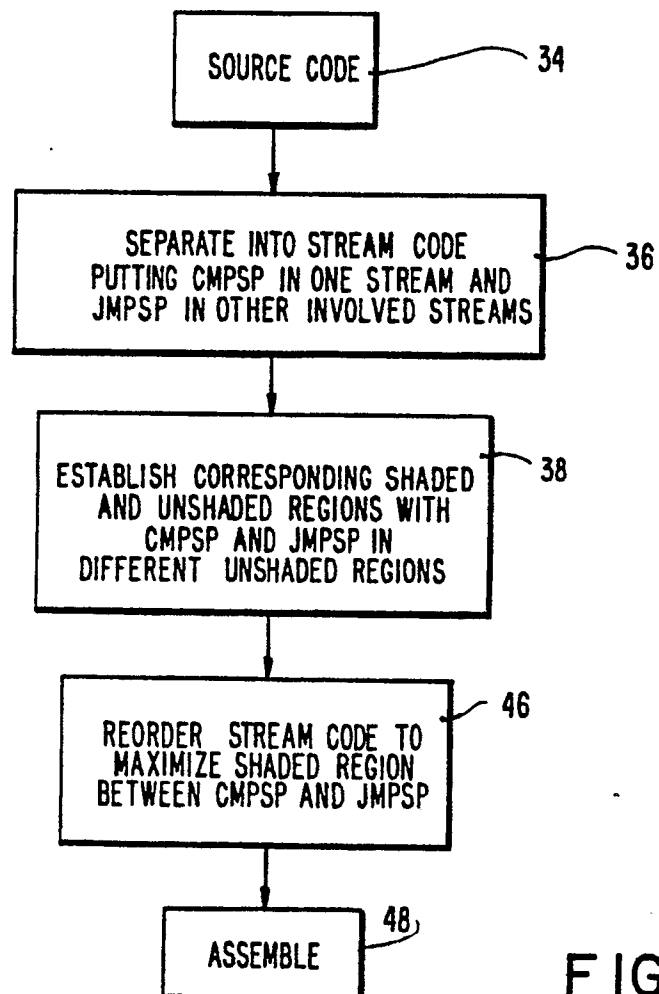 SOURCE CODE
34
SEPARATE INTO STREAM CODE
PUTTING CMPSP IN ONE STREAM AND
JMPSP IN OTHER INVOLVED STREAMS
36
ESTABLISH CORRESPONDING SHADED
AND UNSHADED REGIONS WITH
CMPSP AND JMPSP IN
DIFFERENT UNSHADED REGIONS
38
REORDER STREAM CODE TO
MAXIMIZE SHADED REGION
BETWEEN CMPSP AND JMPSP
46
ASSEMBLE
48
FIG